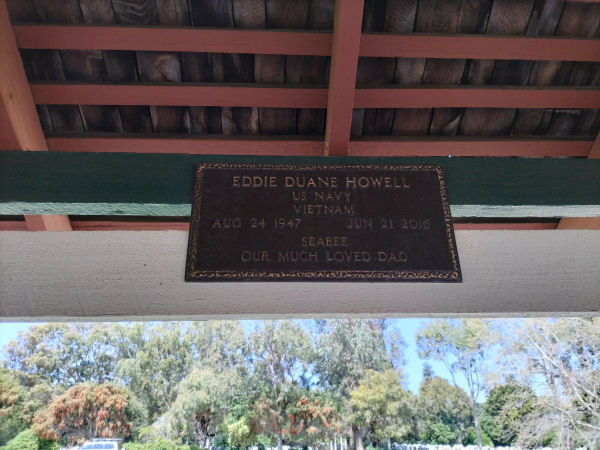 EDDIE DUANE HOWELL
US NAVY
VIETNAM
AUG 24 1947 JUN 21 2016
SEABEE
OUR MUCH LOVED DAD